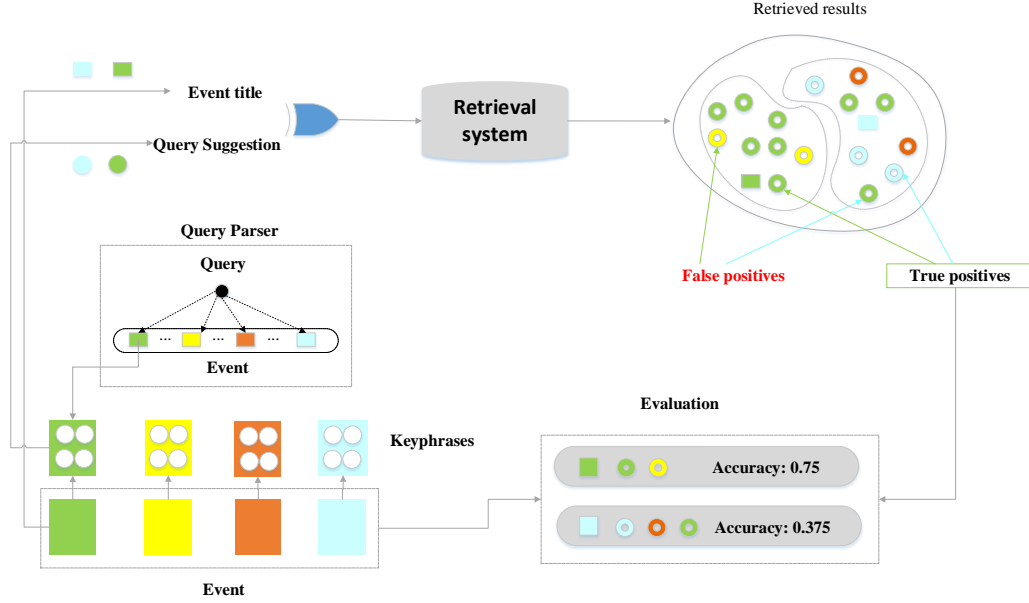 Retrieved results
Event title
Retrieval
system
Query Suggestion
Query Parser
Query
False positives
True positives
... ... ...
Event
Evaluation
Keyphrases
Accuracy: 0.75
Accuracy: 0.375
Event